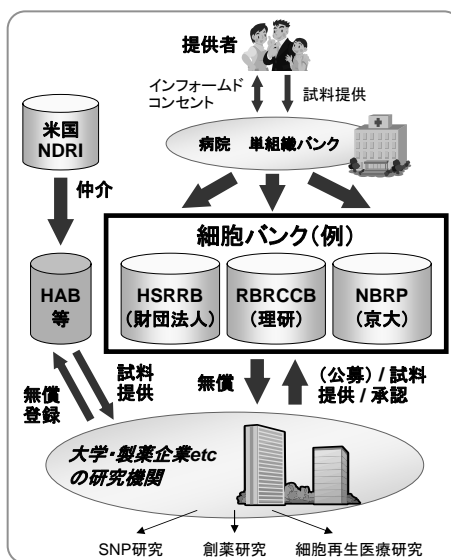 提供者
インフォームド
コンセント
試料提供
米国
NDRI
病院 単組織バンク
仲介
細胞バンク(例)
HAB
等
HSRRB
(財団法人)
RBRCCB
(理研)
NBRP
(京大)
無償
登録
試料
提供
無償
(公募)/試料
提供/承認
大学・製薬企業etc
の研究機関
SNP研究
創薬研究
細胞再生医療研究